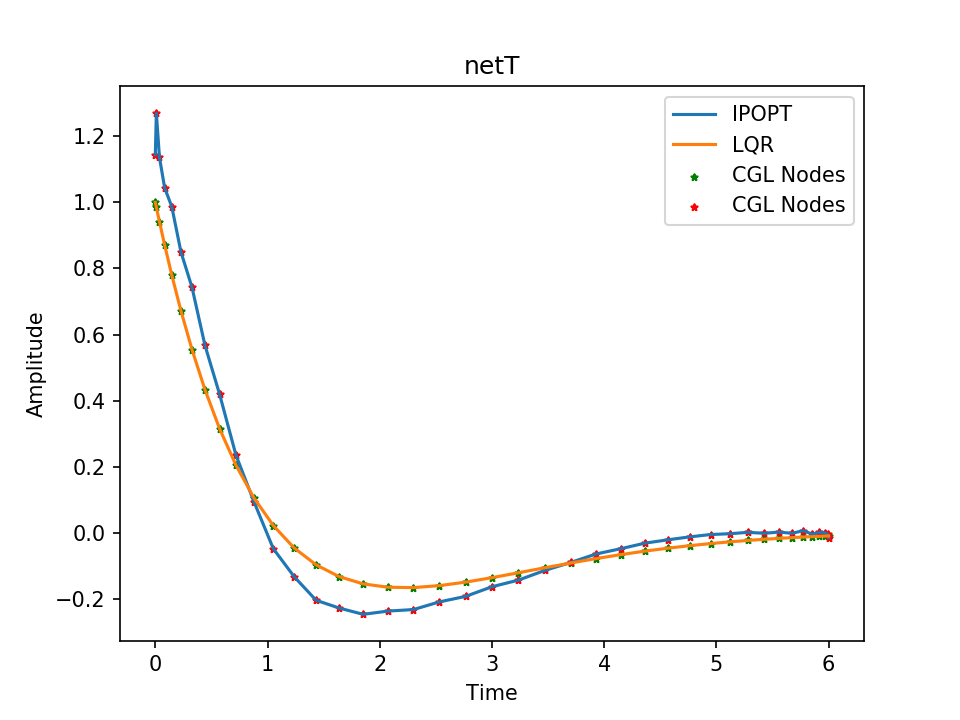 netT
IPOPT
LQR
CGL Nodes
CGL Nodes
Amplitude
1.2
1.0
0.8
0.6
0.4
0.2
0.0
−0.2
0 1 2 3 4 5 6
Time